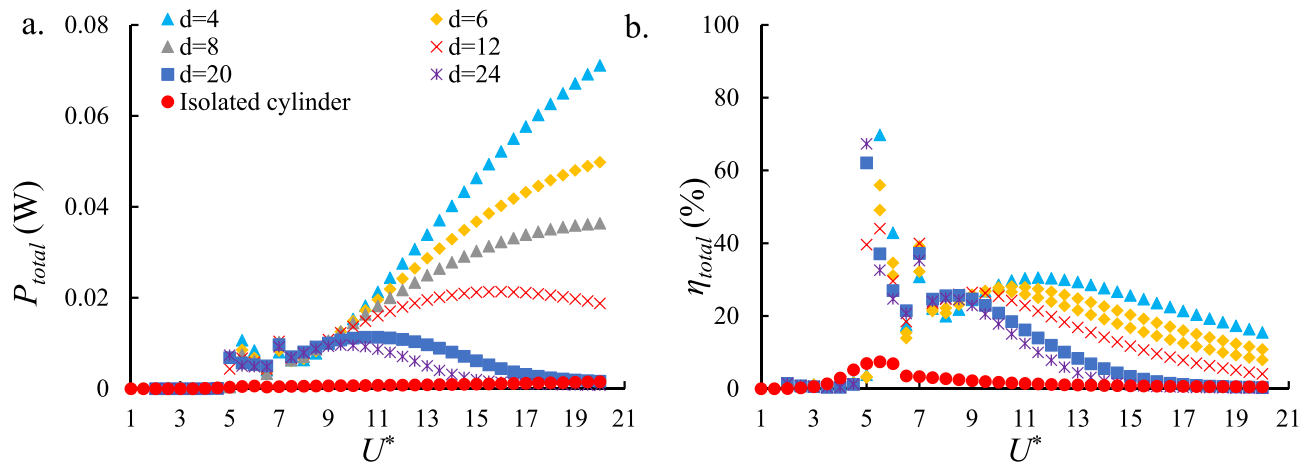 a.
d=4 d=6
d=8 d=12
d=20 d=24
Isolated cylinder
P_total (W)
0.08
0.06
0.04
0.02
0
1 3 5 7 9 11 13 15 17 19 21
U*
b.
η_total (%)
100
80
60
40
20
0
1 3 5 7 9 11 13 15 17 19 21
U*